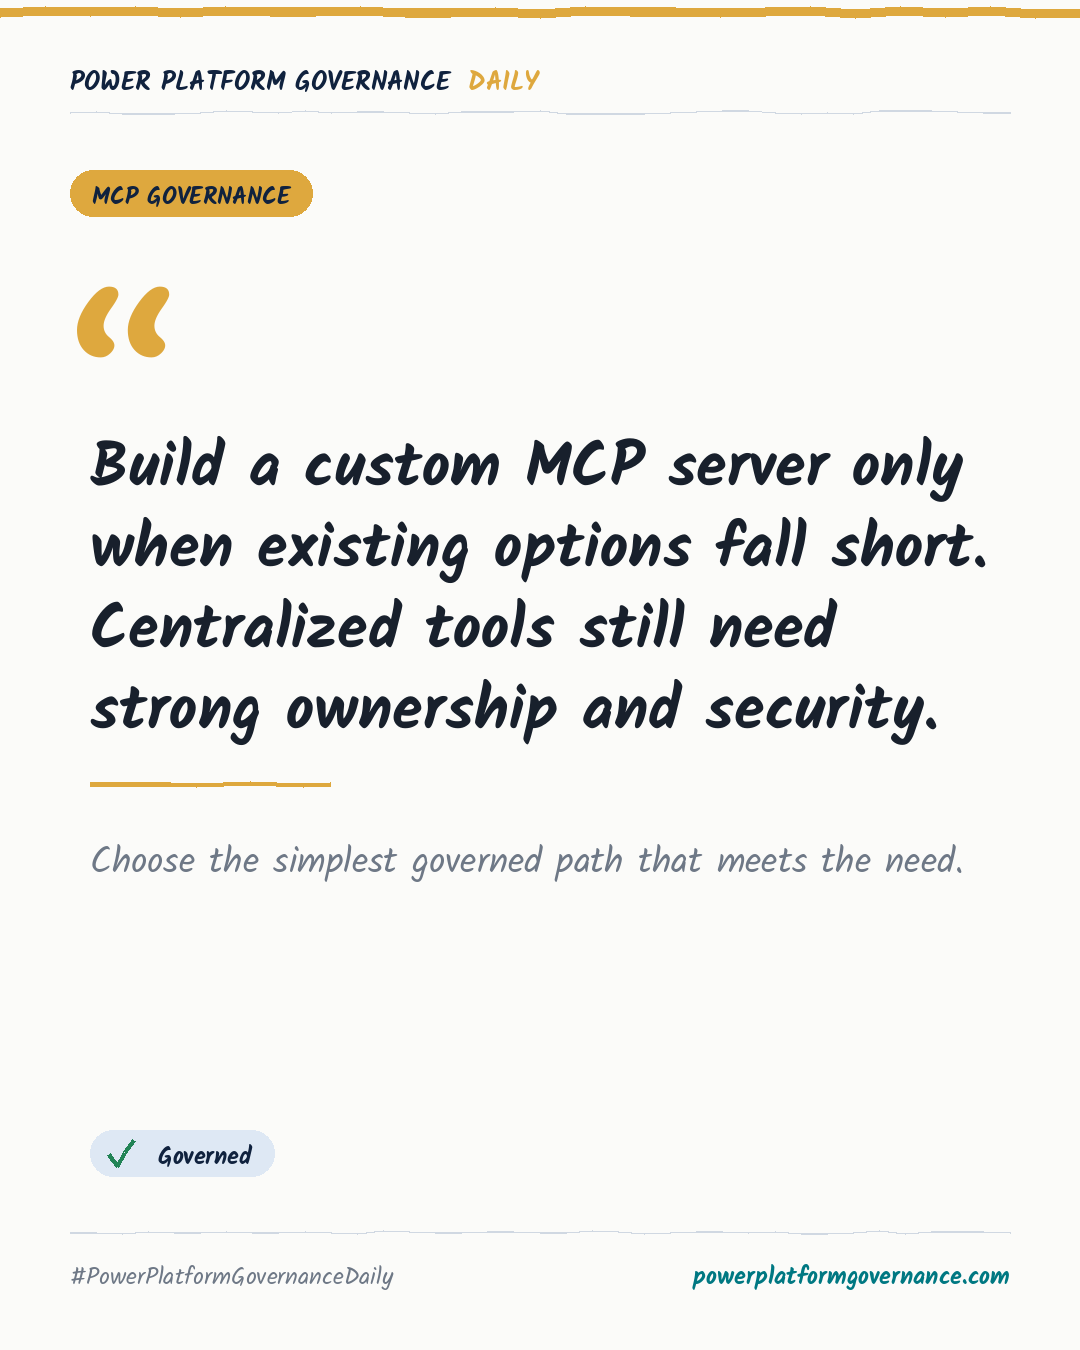 POWER PLATFORM GOVERNANCE DAILY
MCP GOVERNANCE
“
Build a custom MCP server only
when existing options fall short.
Centralized tools still need
strong ownership and security.
Choose the simplest governed path that meets the need.
✓ Governed
#PowerPlatformGovernanceDaily
powerplatformgovernance.com